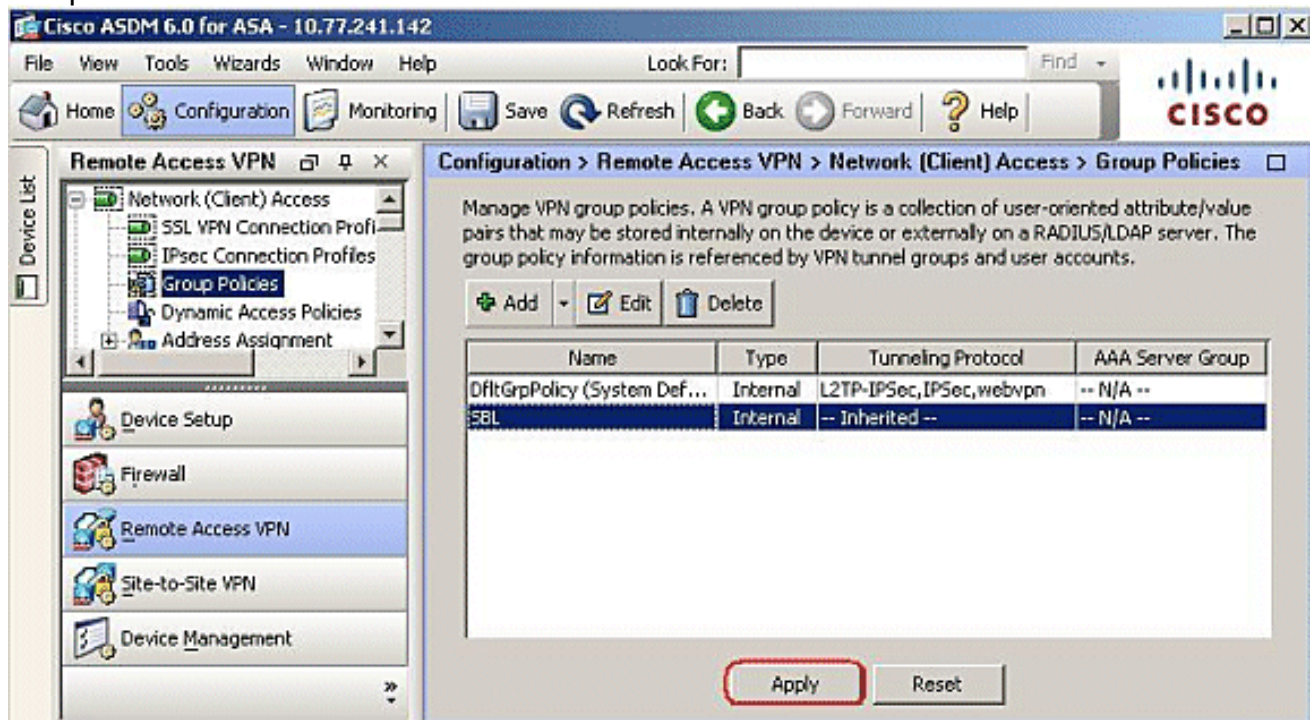 Cisco ASDM 6.0 for ASA - 10.77.241.142
File View Tools Wizards Window Help Look For: Find
Home Configuration Monitoring Save Refresh Back Forward Help
CISCO
Device List
Remote Access VPN
Network (Client) Access
SSL VPN Connection Profi
IPsec Connection Profiles
Group Policies
Dynamic Access Policies
Address Assignment
Device Setup
Firewall
Remote Access VPN
Site-to-Site VPN
Device Management
Configuration > Remote Access VPN > Network (Client) Access > Group Policies
Manage VPN group policies. A VPN group policy is a collection of user-oriented attribute/value
pairs that may be stored internally on the device or externally on a RADIUS/LDAP server. The
group policy information is referenced by VPN tunnel groups and user accounts.
Add Edit Delete
Name Type Tunneling Protocol AAA Server Group
DfltGrpPolicy (System Def... Internal L2TP-IPSec,IPSec,webvpn -- N/A --
SBL Internal -- Inherited -- -- N/A --
Apply Reset